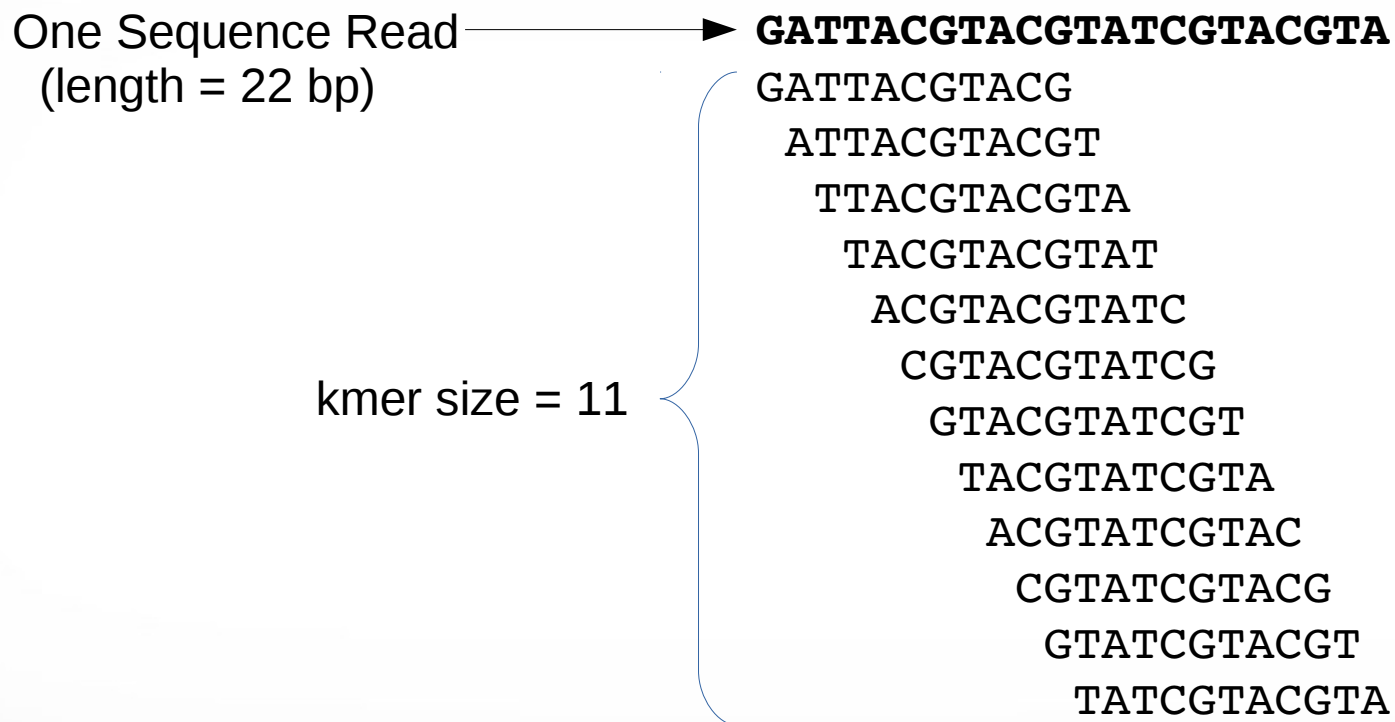 One Sequence Read
(length = 22 bp)
GATTACGTACGTATCGTACGTA
GATTACGTACG
ATTACGTACGT
TTACGTACGTA
TACGTACGTAT
ACGTACGTATC
CGTACGTATCG
GTACGTATCGT
TACGTATCGTA
ACGTATCGTAC
CGTATCGTACG
GTATCGTACGT
TATCGTACGTA
kmer size = 11